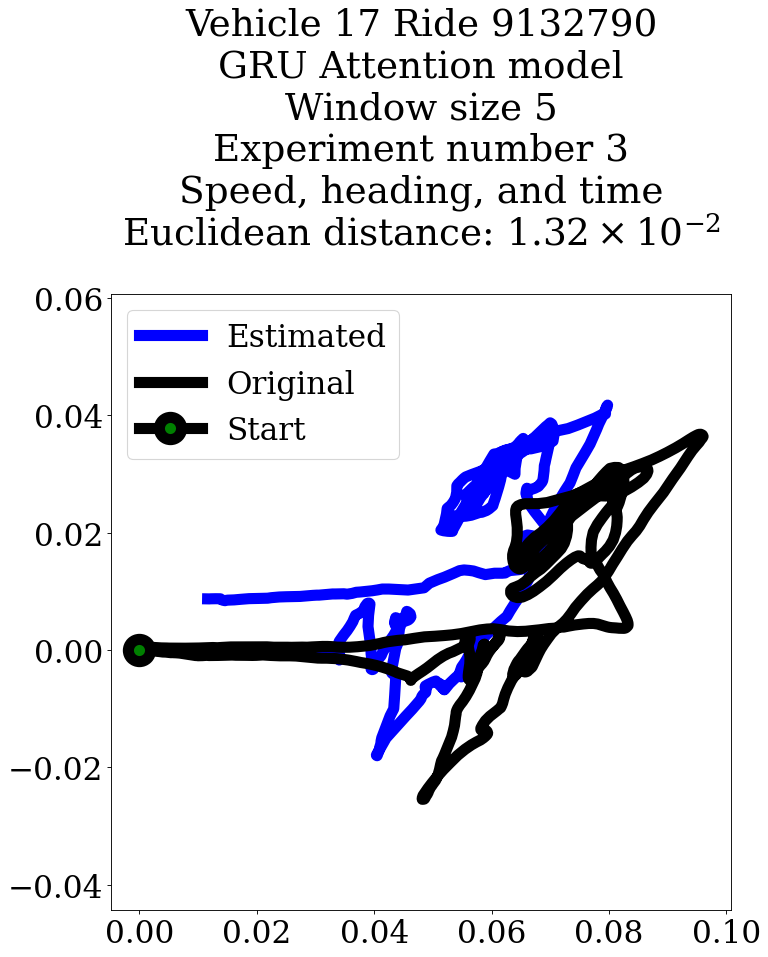 Vehicle 17 Ride 9132790
GRU Attention model
Window size 5
Experiment number 3
Speed, heading, and time
Euclidean distance: 1.32 × 10⁻²
0.06
Estimated
Original
Start
0.04
0.02
0.00
−0.02
−0.04
0.00 0.02 0.04 0.06 0.08 0.10